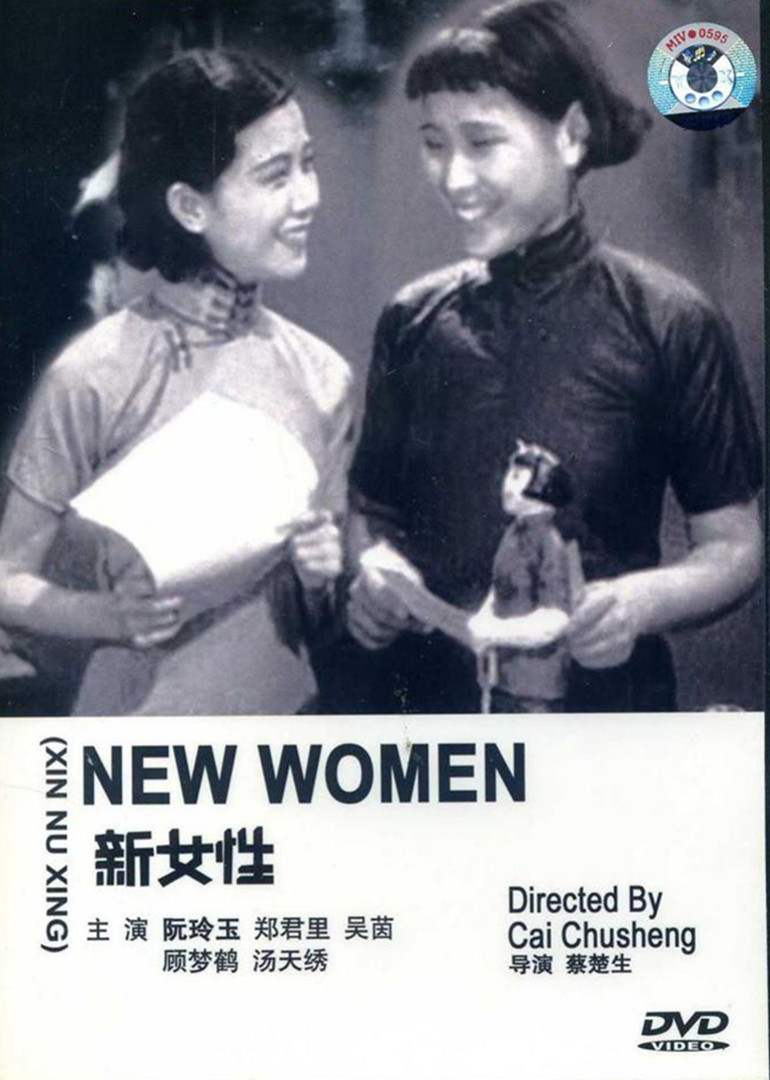 MIV●0595
(XIN NU XING)
NEW WOMEN
新女性
主 演 阮玲玉 郑君里 吴茵
顾梦鹤 汤天绣
Directed By
Cai Chusheng
导演 蔡楚生
DVD
VIDEO